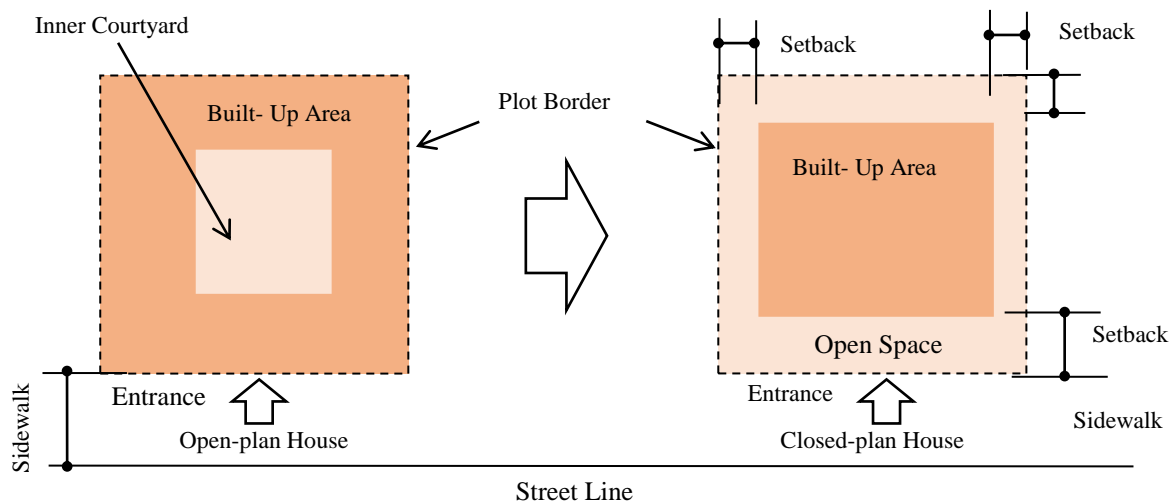 Inner Courtyard
Setback
Setback
Built- Up Area
Plot Border
Built- Up Area
Open Space
Setback
Sidewalk
Entrance
Entrance
Sidewalk
Open-plan House
Closed-plan House
Street Line